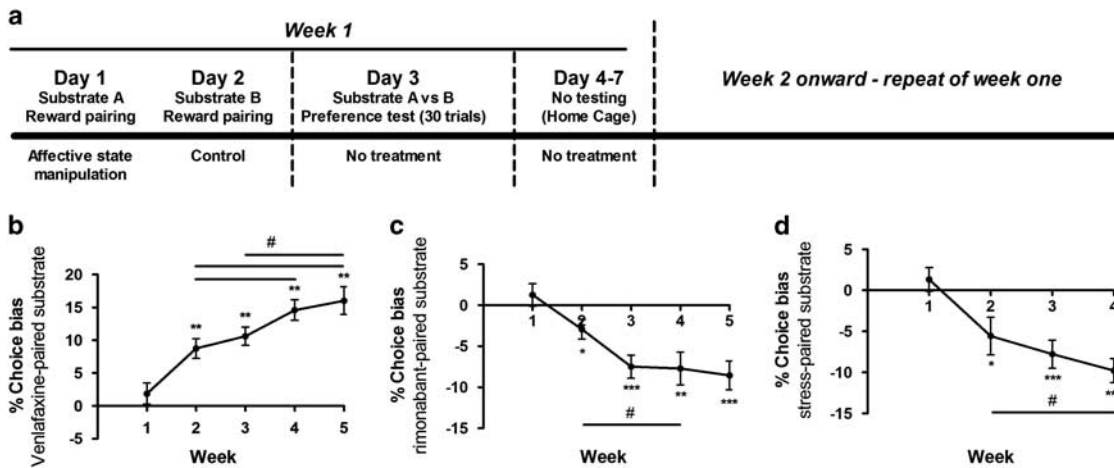 a
Week 1
Day 1
Substrate A
Reward pairing
Day 2
Substrate B
Reward pairing
Day 3
Substrate A vs B
Preference test (30 trials)
Day 4-7
No testing
(Home Cage)
Week 2 onward - repeat of week one
Affective state
manipulation
Control
No treatment
No treatment
b
% Choice bias
Venlafaxine-paired substrate
20
15
10
5
0
-5
#
**
**
**
**
1 2 3 4 5
Week
c
% Choice bias
rimonabant-paired substrate
5
0
-5
-10
-15
1 2 3 4 5
*
***
**
***
#
Week
d
% Choice bias
stress-paired substrate
5
0
-5
-10
-15
1 2 3 4
*
***
#
Week